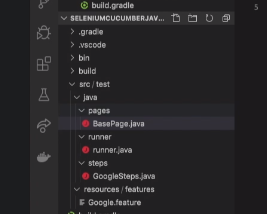 build.gradle
5
SELENIUMCUCUMBERJAV...
.gradle
.vscode
bin
build
src / test
java
pages
BasePage.java
runner
runner.java
steps
GoogleSteps.java
resources / features
Google.feature